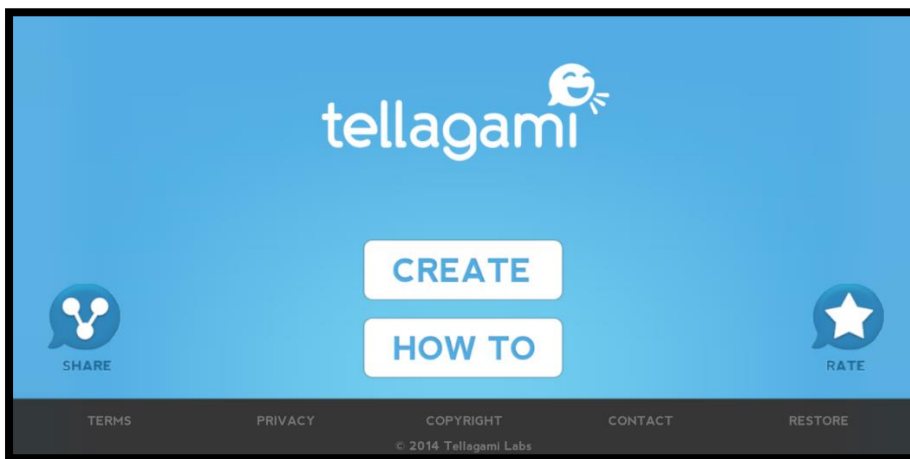 tellagami
CREATE
HOW TO
SHARE
RATE
TERMS PRIVACY COPYRIGHT CONTACT RESTORE
© 2014 Tellagami Labs